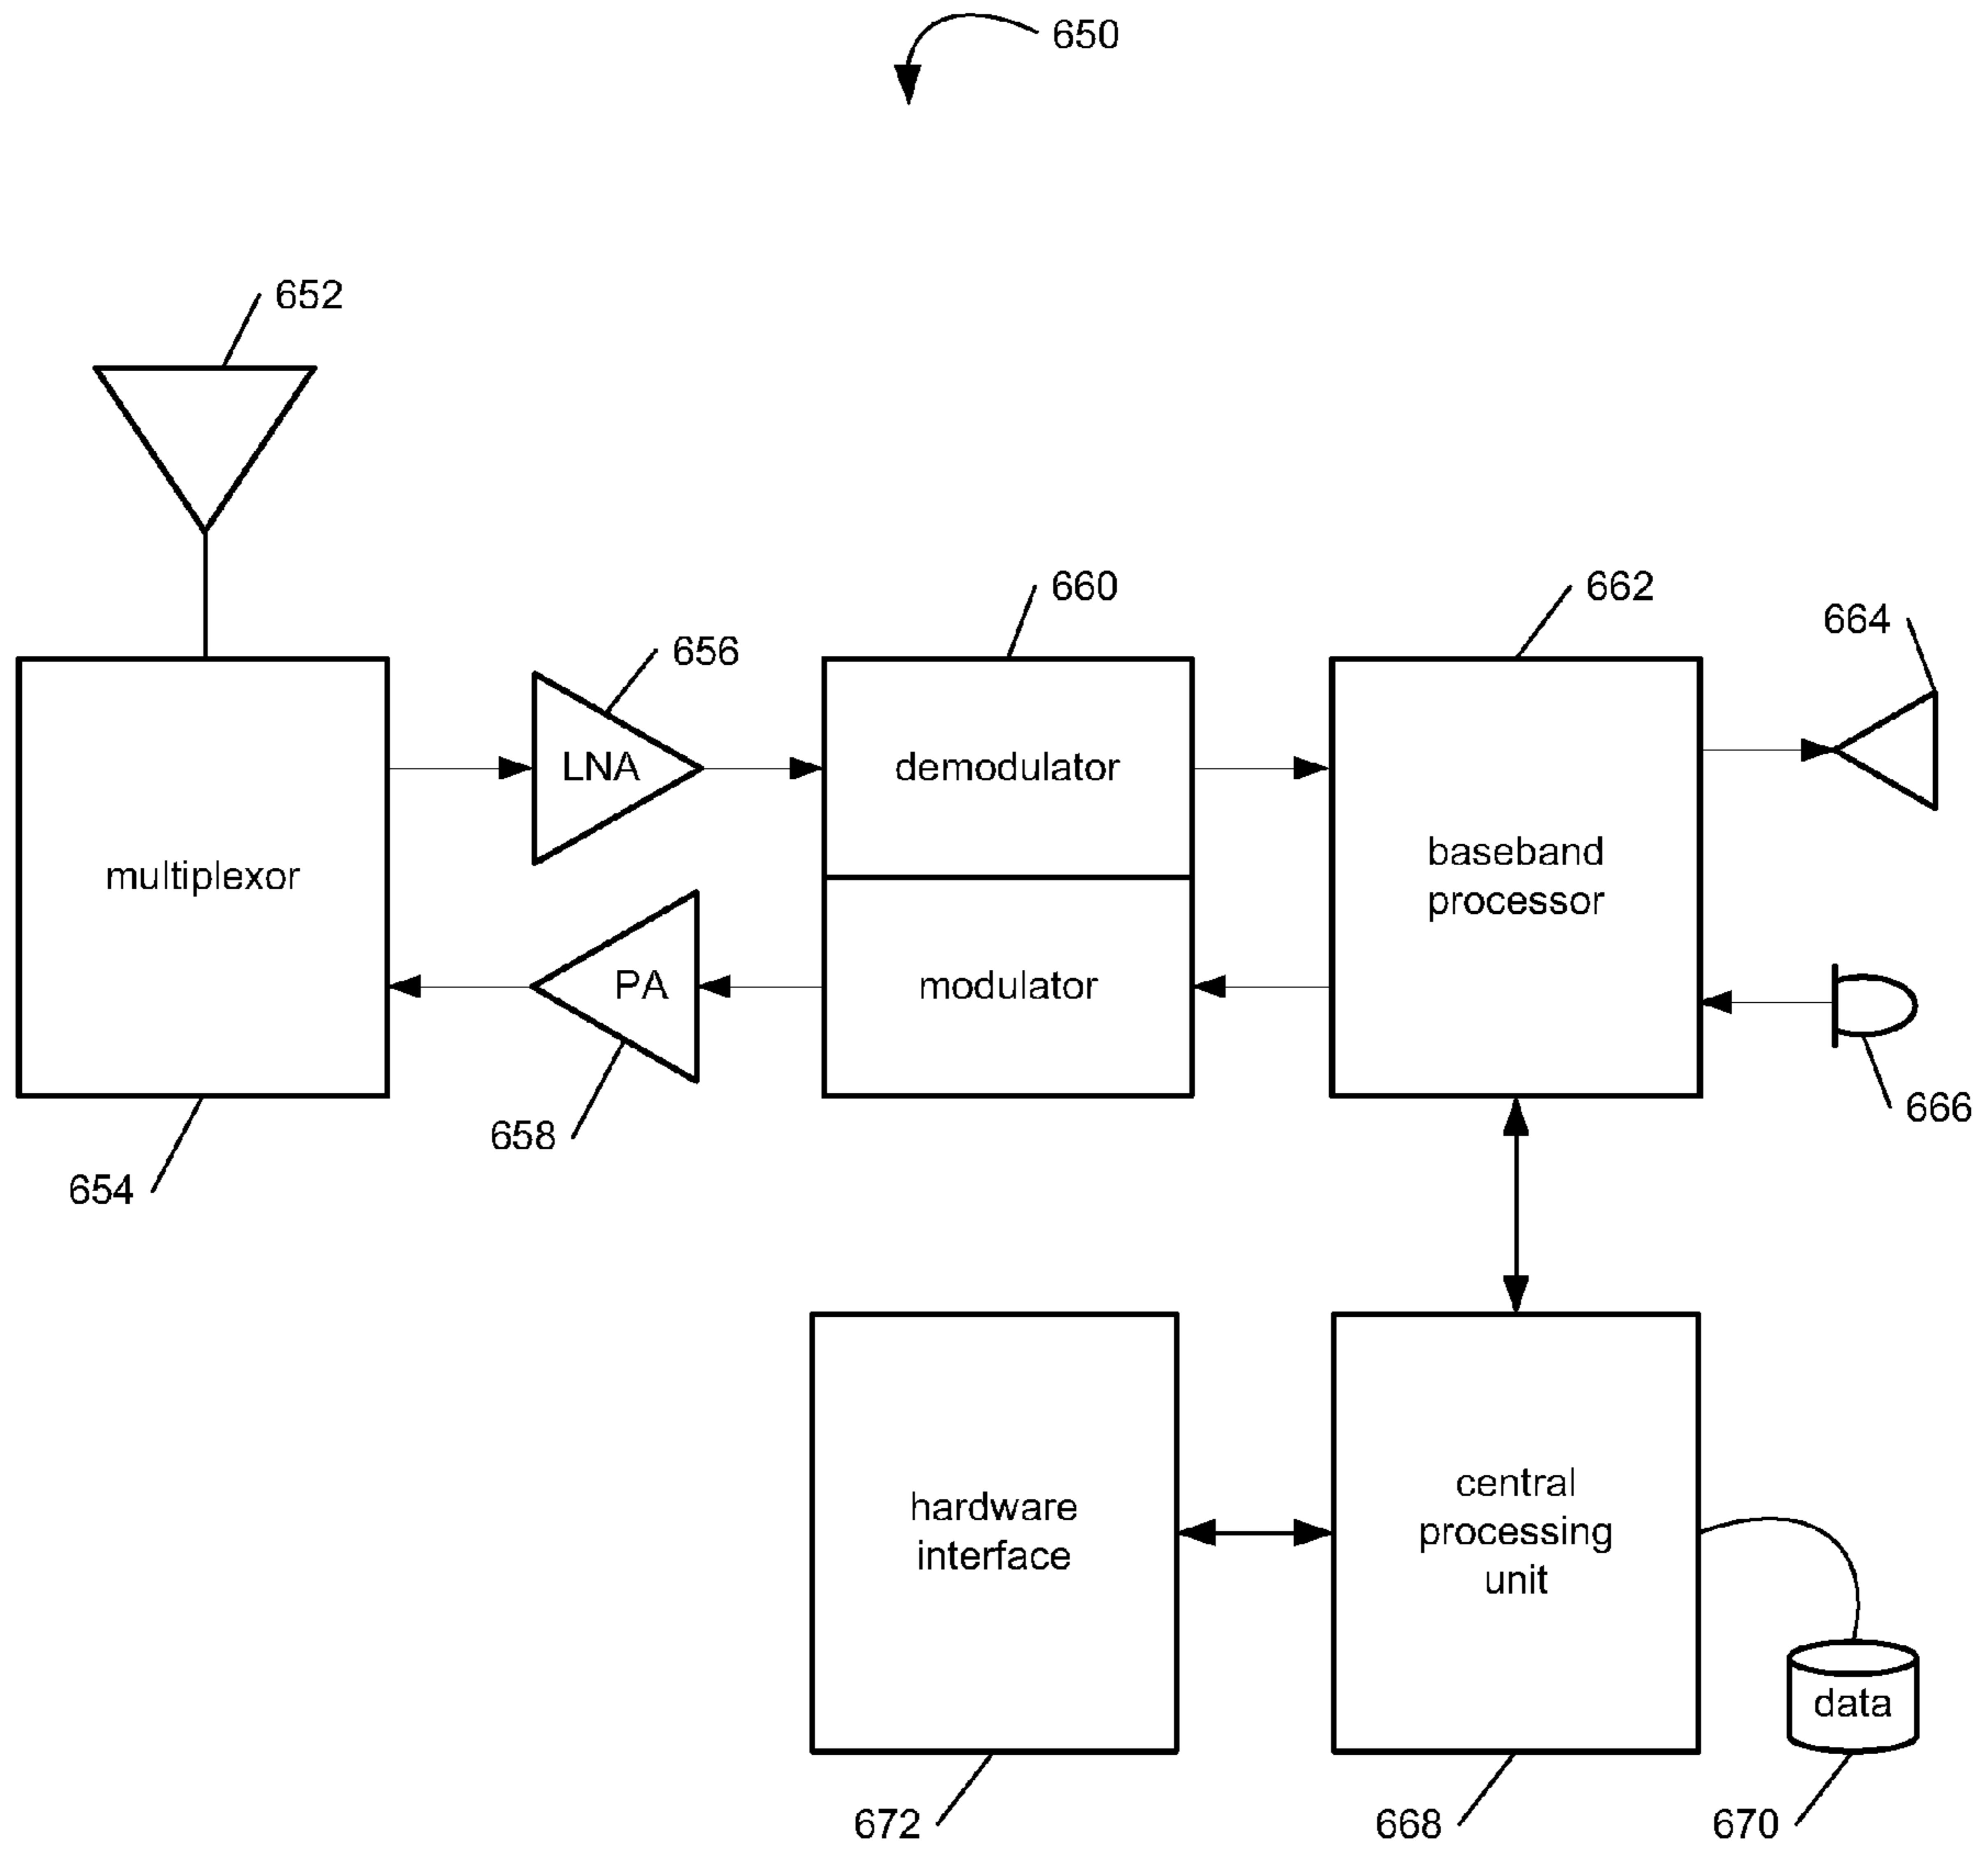 650
652
660
662
664
656
LNA
demodulator
baseband
processor
multiplexor
PA
modulator
666
658
654
hardware
interface
central
processing
unit
data
672
668
670